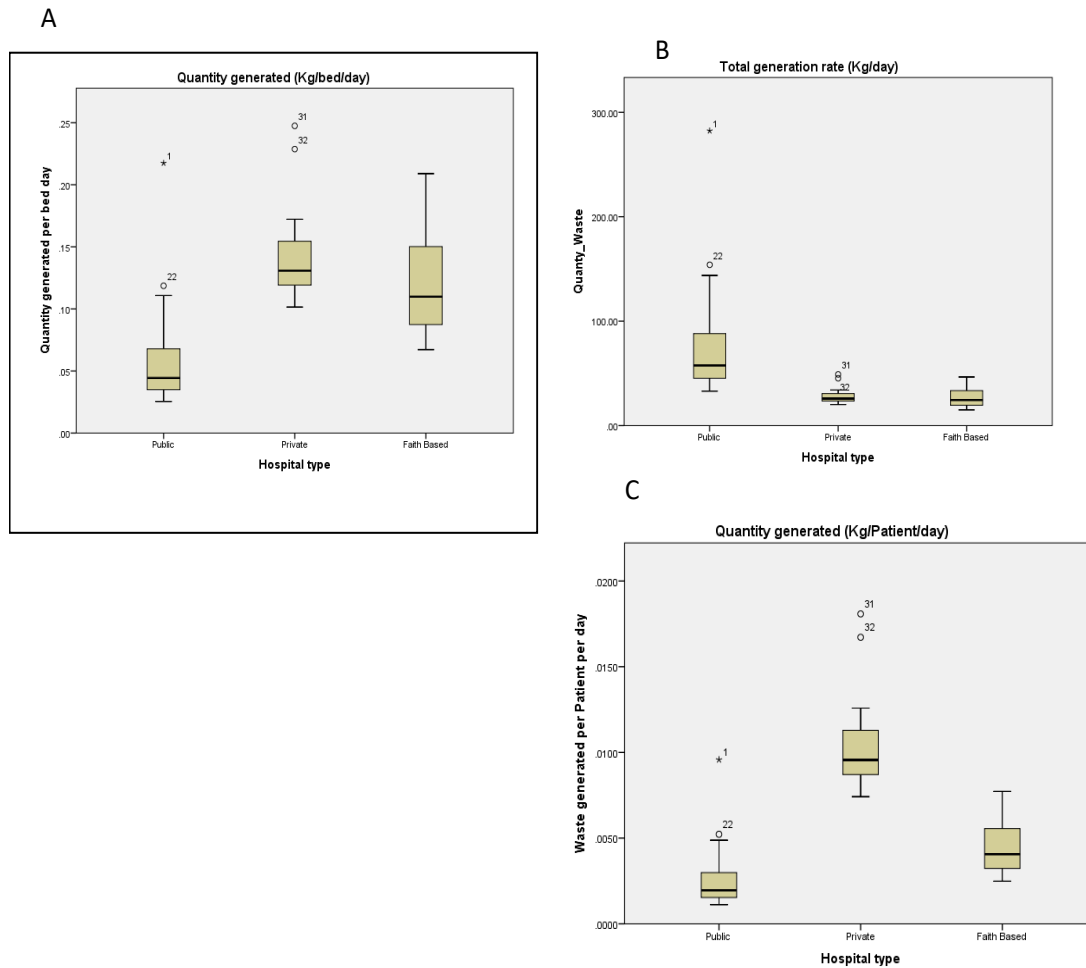 A
Quantity generated (Kg/bed/day)
Quantity generated per bed day
.25
.20
.15
.10
.05
.00
1
22
31
32
Public
Private
Faith Based
Hospital type
B
Total generation rate (Kg/day)
Quanty_Waste
300.00
200.00
100.00
.00
1
22
31
32
Public
Private
Faith Based
Hospital type
C
Quantity generated (Kg/Patient/day)
Waste generated per Patient per day
.0200
.0150
.0100
.0050
.0000
1
22
31
32
Public
Private
Faith Based
Hospital type